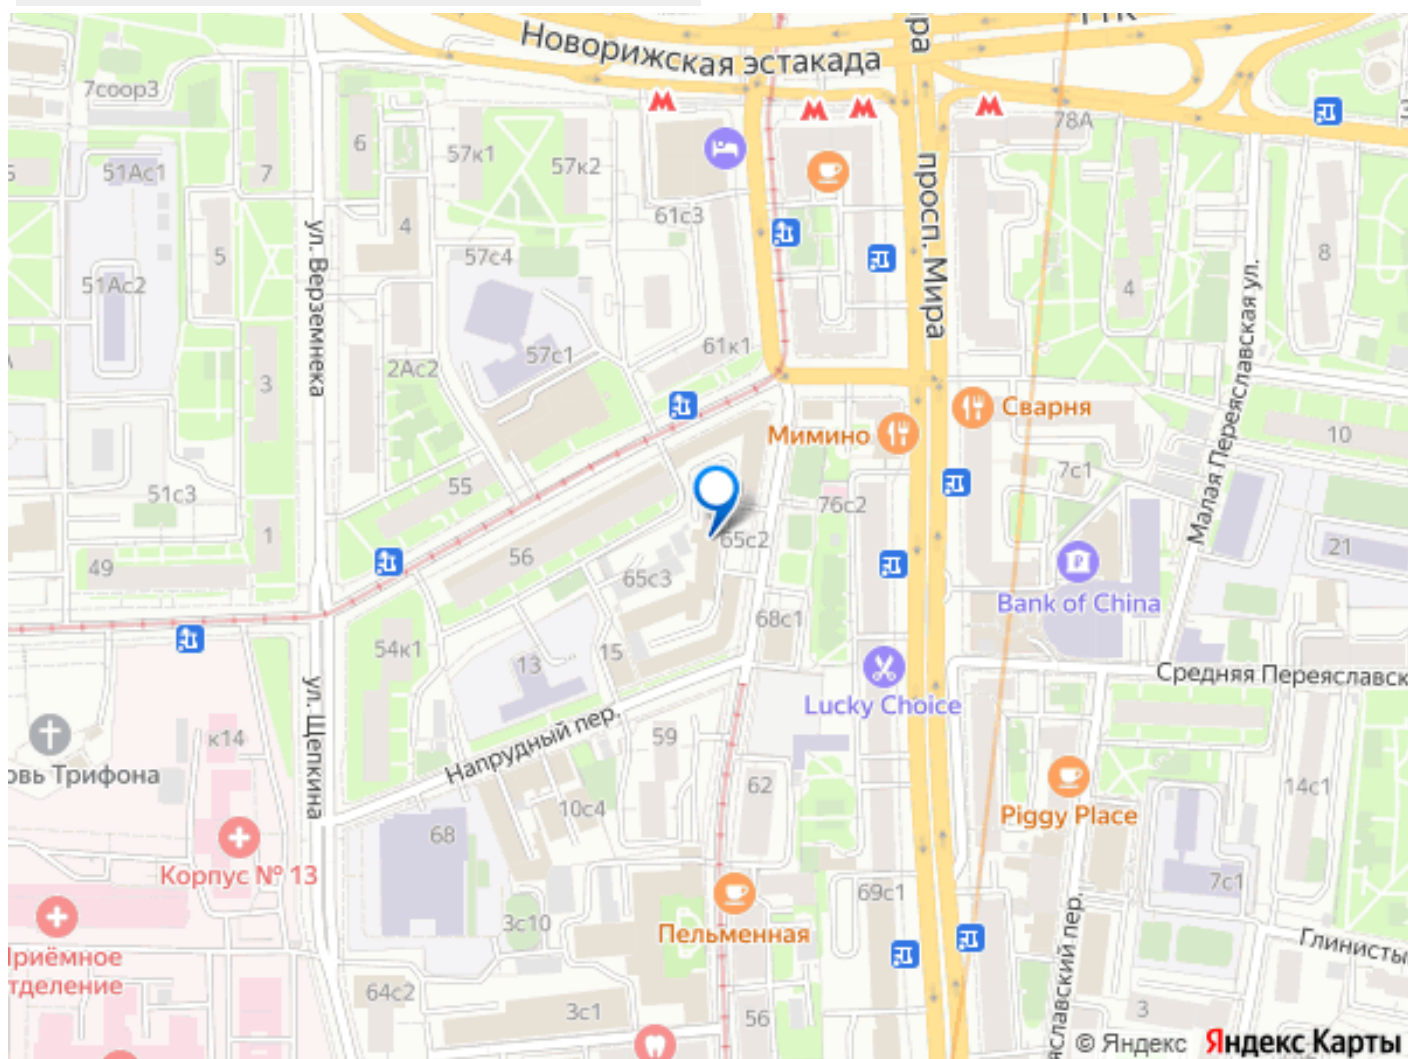 Новорижская эстакада
7соор3
6
57к1
57к2
78А
51Ас1
7
просп. Мира
61с3
4
5
ул. Верземнека
57с4
8
51Ас2
4
Малая Переяславская ул.
61к1
57с1
2Ас2
3
Сварня
Мимино
10
7с1
55
51с3
76с2
1
65с2
21
56
49
65с3
Bank of China
68с1
54к1
15
13
Средняя Переяславск
ул. Щепкина
Lucky Choice
Напрудный пер.
59
к14
овь Трифона
62
14с1
10с4
Piggy Place
68
Корпус № 13
7с1
69с1
3с10
Пельменная
Глинисты
риёмное
тделение
яславский пер.
64с2
3с1
56
3
© Яндекс Яндекс Карты